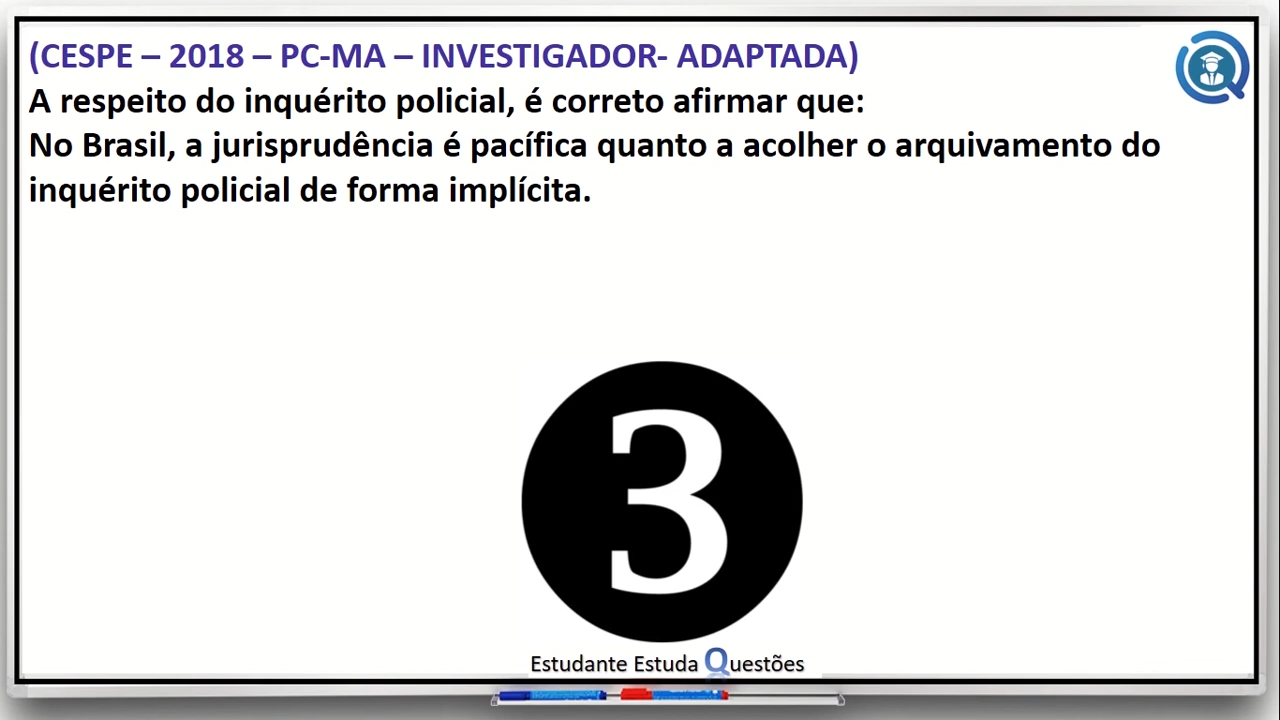 (CESPE – 2018 – PC-MA – INVESTIGADOR- ADAPTADA)
A respeito do inquérito policial, é correto afirmar que:
No Brasil, a jurisprudência é pacífica quanto a acolher o arquivamento do
inquérito policial de forma implícita.
3
Estudante Estuda Questões